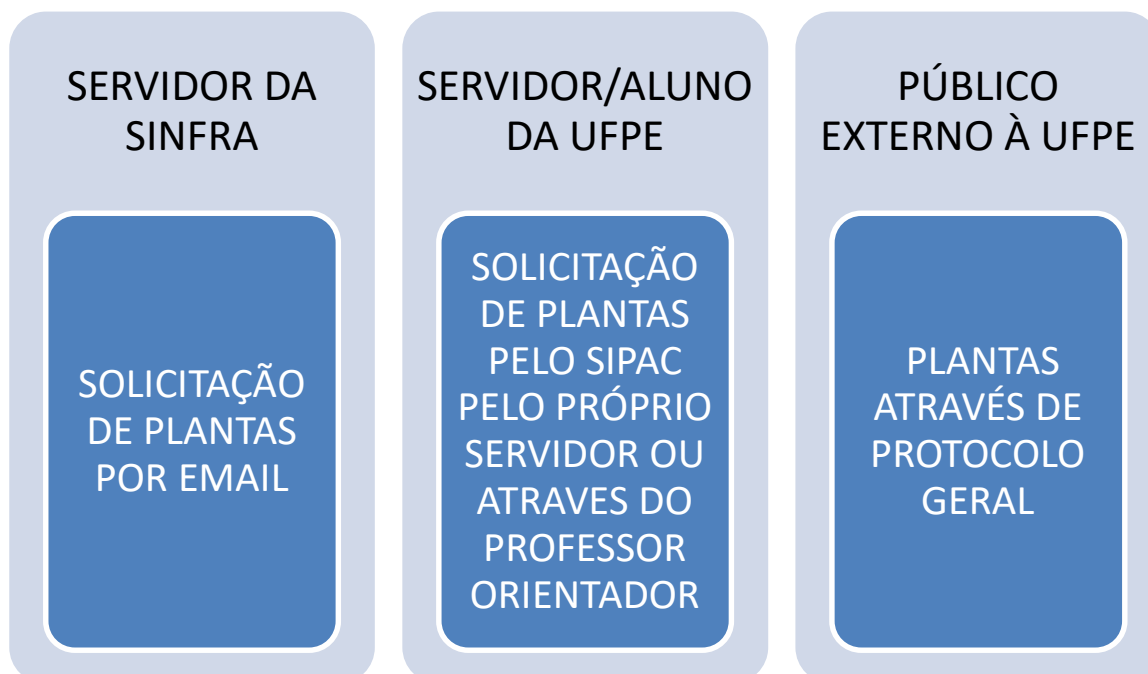 SERVIDOR DA
SINFRA
SOLICITAÇÃO
DE PLANTAS
POR EMAIL
SERVIDOR/ALUNO
DA UFPE
SOLICITAÇÃO
DE PLANTAS
PELO SIPAC
PELO PRÓPRIO
SERVIDOR OU
ATRAVES DO
PROFESSOR
ORIENTADOR
PÚBLICO
EXTERNO À UFPE
PLANTAS
ATRAVÉS DE
PROTOCOLO
GERAL